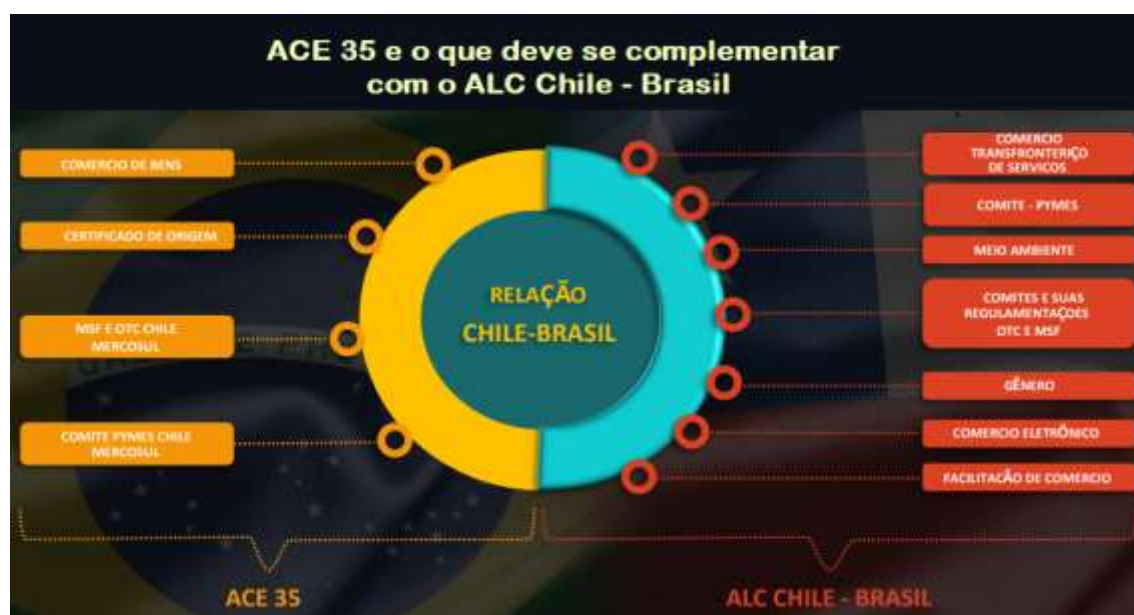 ACE 35 e o que deve se complementar
com o ALC Chile - Brasil
COMERCIO DE BENS
CERTIFICADO DE ORIGEM
MSF E OTC CHILE
MERCOSUL
COMITE PYMES CHILE
MERCOSUL
RELAÇÃO
CHILE-BRASIL
COMERCIO
TRANSFRONTERIÇO
DE SERVICOS
COMITE - PYMES
MEIO AMBIENTE
COMITES E SUAS
REGULAMENTAÇOES
OTC E MSF
GÊNERO
COMERCIO ELETRÔNICO
FACILITACÃO DE COMERCIO
ACE 35
ALC CHILE - BRASIL